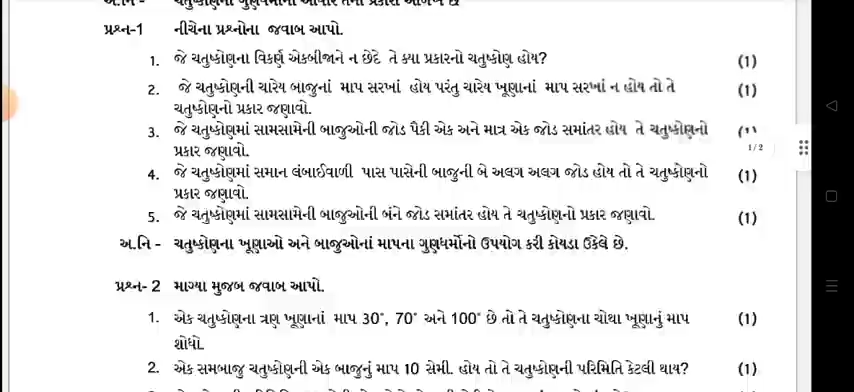 પ્રશ્ન-1 નીચેના પ્રશ્નોના જવાબ આપો.
1. જે ચતુષ્કોણના વિકર્ણ એકબીજાને ન છેદે તે ક્યા પ્રકારનો ચતુષ્કોણ હોય? (1)
2. જે ચતુષ્કોણની ચારેય બાજુનાં માપ સરખાં હોય પરંતુ ચારેય ખૂણાનાં માપ સરખાં ન હોય તો તે (1)
ચતુષ્કોણનો પ્રકાર જણાવો.
3. જે ચતુષ્કોણમાં સામસામેની બાજુઓની જોડ પૈકી એક અને માત્ર એક જોડ સમાંતર હોય તે ચતુષ્કોણનો (1)
પ્રકાર જણાવો.
1/2
4. જે ચતુષ્કોણમાં સમાન લંબાઈવાળી પાસ પાસેની બાજુની બે અલગ અલગ જોડ હોય તો તે ચતુષ્કોણનો (1)
પ્રકાર જણાવો.
5. જે ચતુષ્કોણમાં સામસામેની બાજુઓની બંને જોડ સમાંતર હોય તે ચતુષ્કોણનો પ્રકાર જણાવો. (1)
અ.નિ - ચતુષ્કોણના ખૂણાઓ અને બાજુઓનાં માપના ગુણધર્મોનો ઉપયોગ કરી કોયડા ઉકેલે છે.
પ્રશ્ન- 2 માગ્યા મુજબ જવાબ આપો.
1. એક ચતુષ્કોણના ત્રણ ખૂણાનાં માપ 30°, 70° અને 100° છે તો તે ચતુષ્કોણના ચોથા ખૂણાનું માપ (1)
શોધો.
2. એક સમબાજુ ચતુષ્કોણની એક બાજુનું માપ 10 સેમી. હોય તો તે ચતુષ્કોણની પરિમિતિ કેટલી થાય? (1)